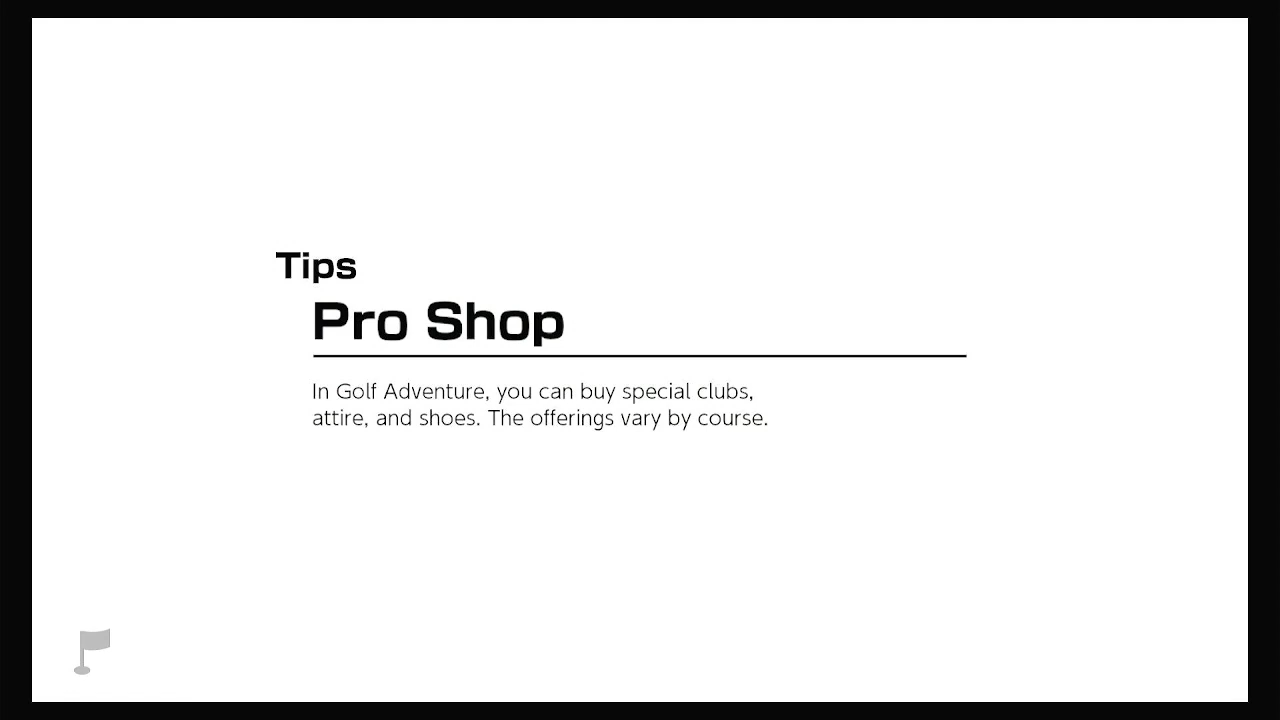 Tips
Pro Shop
In Golf Adventure, you can buy special clubs,
attire, and shoes. The offerings vary by course.